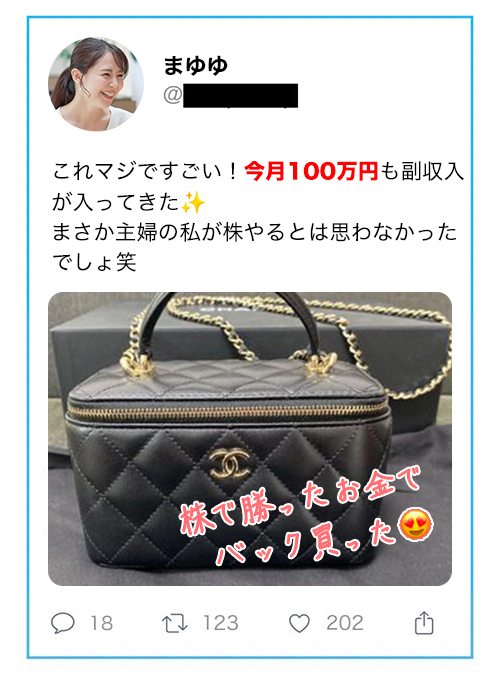 まゆゆ
@
これマジですごい！今月100万円も副収入
が入ってきた✨
まさか主婦の私が株やるとは思わなかった
でしょ笑
株で勝ったお金で
バック買った😍
18 123 202